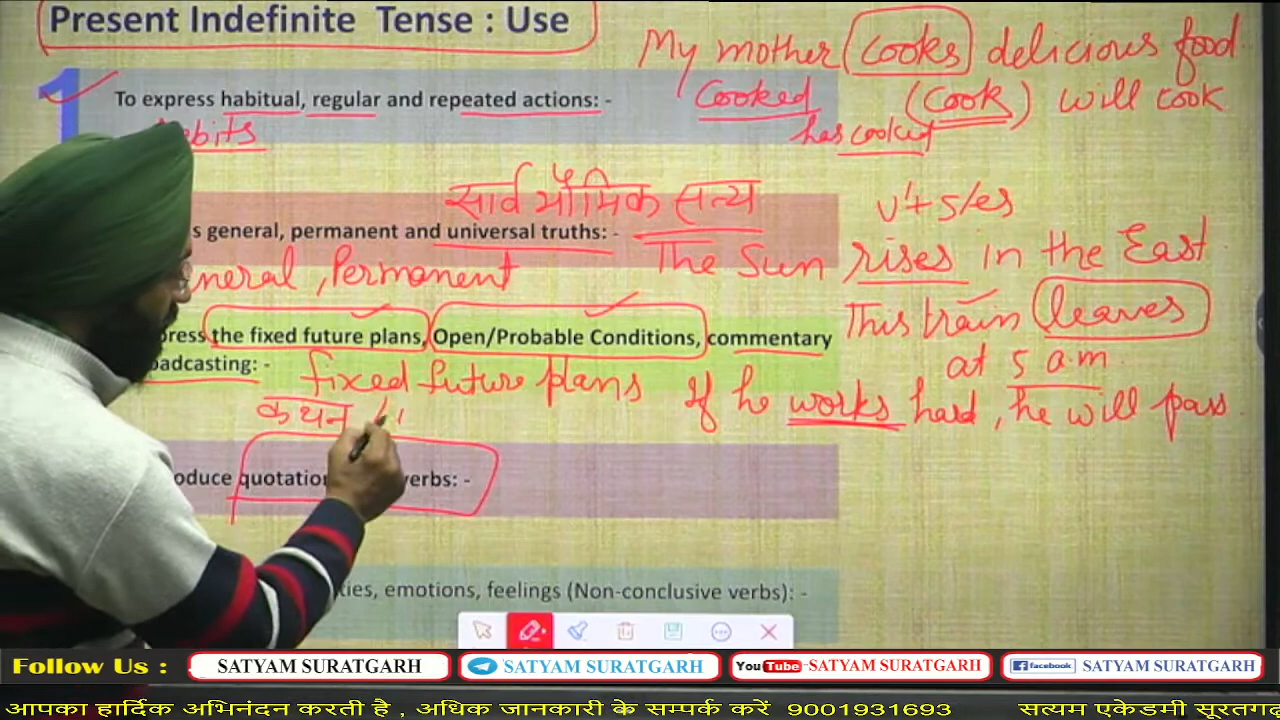 Present Indefinite Tense : Use
My mother cooks delicious food
1 To express habitual, regular and repeated actions: -
Cooked (Cook) will cook
has cooked
सार्वभौमिक सत्य
v¹+ s/es
s general, permanent and universal truths: -
The Sun rises in the East.
neral, Permanent
This train leaves
at 5 a.m.
press the fixed future plans, Open/Probable Conditions, commentary
adcasting: -
fixed future plans
If he works hard, he will pass.
कथन
oduce quotation verbs: -
ties, emotions, feelings (Non-conclusive verbs): -
Follow Us : SATYAM SURATGARH SATYAM SURATGARH YouTube-SATYAM SURATGARH facebook SATYAM SURATGARH
आपका हार्दिक अभिनंदन करती है , अधिक जानकारी के सम्पर्क करें 9001931693 सत्यम एकेडमी सूरतगढ़